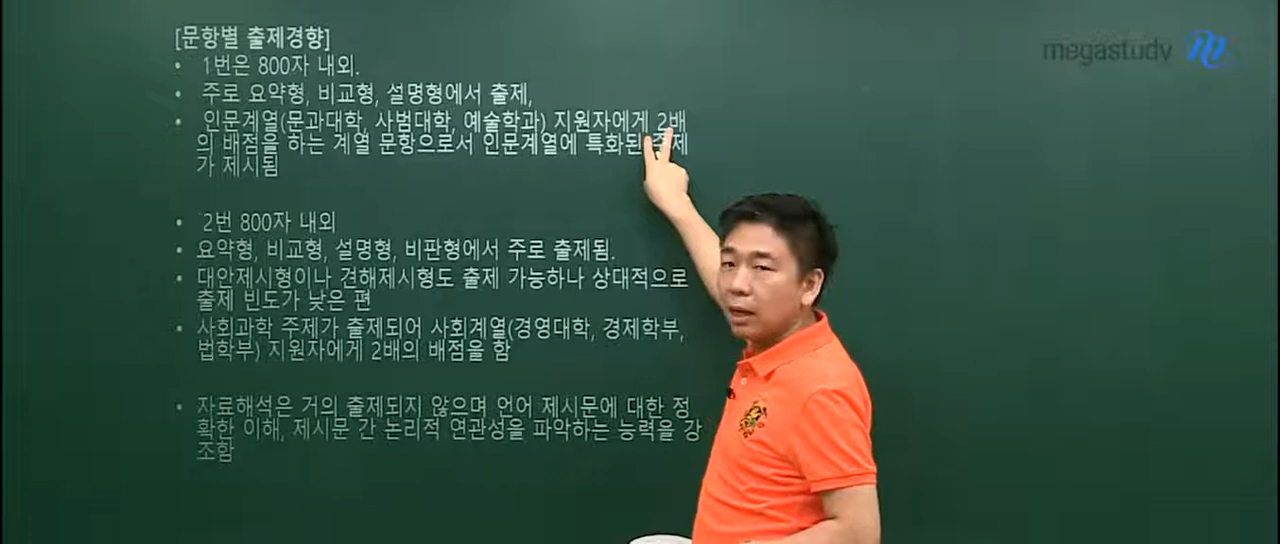 [문항별 출제경향]
megastudy
• 1번은 800자 내외.
• 주로 요약형, 비교형, 설명형에서 출제,
• 인문계열(문과대학, 사범대학, 예술학과) 지원자에게 2배
의 배점을 하는 계열 문항으로서 인문계열에 특화된 주제
가 제시됨
• 2번 800자 내외
• 요약형, 비교형, 설명형, 비판형에서 주로 출제됨.
• 대안제시형이나 견해제시형도 출제 가능하나 상대적으로
출제 빈도가 낮은 편
• 사회과학 주제가 출제되어 사회계열(경영대학, 경제학부,
법학부) 지원자에게 2배의 배점을 함
• 자료해석은 거의 출제되지 않으며 언어 제시문에 대한 정
확한 이해, 제시문 간 논리적 연관성을 파악하는 능력을 강
조함